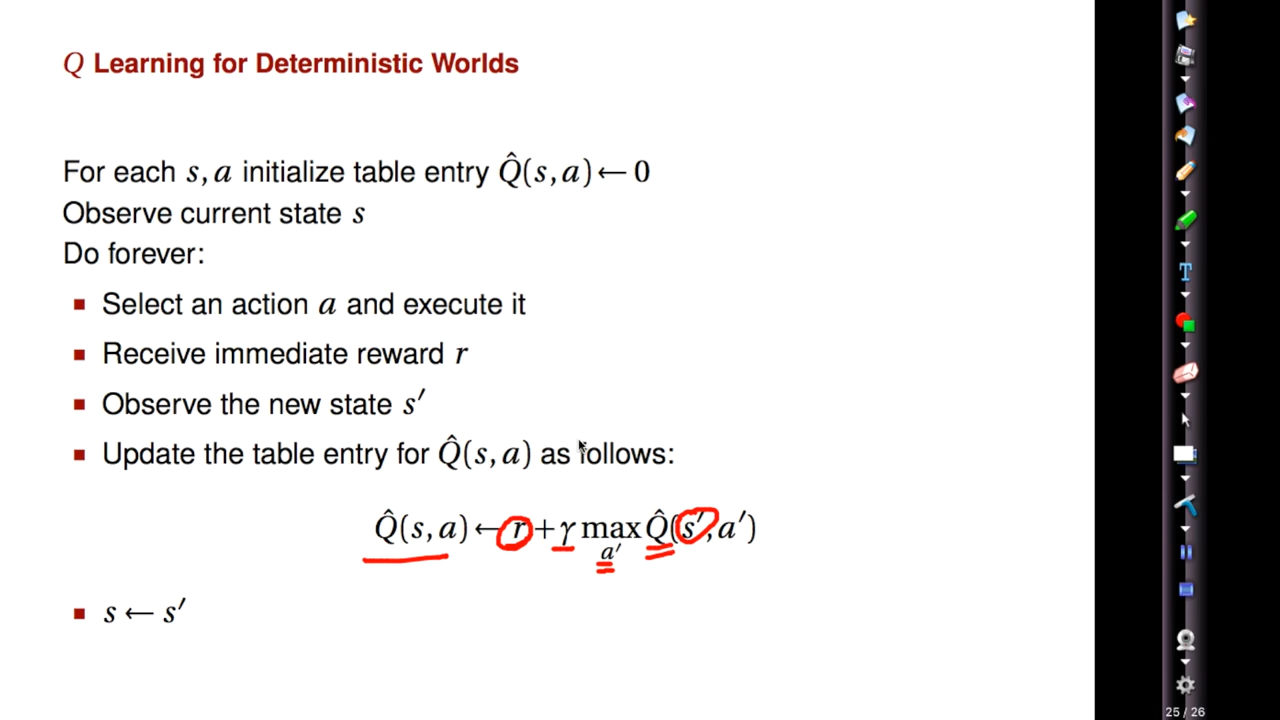 Q Learning for Deterministic Worlds
For each s, a initialize table entry Q̂(s, a) ← 0
Observe current state s
Do forever:
■ Select an action a and execute it
■ Receive immediate reward r
■ Observe the new state s′
■ Update the table entry for Q̂(s, a) as follows:
Q̂(s, a) ← r + γ max Q̂(s′, a′)
a′
■ s ← s′
T
25 / 26